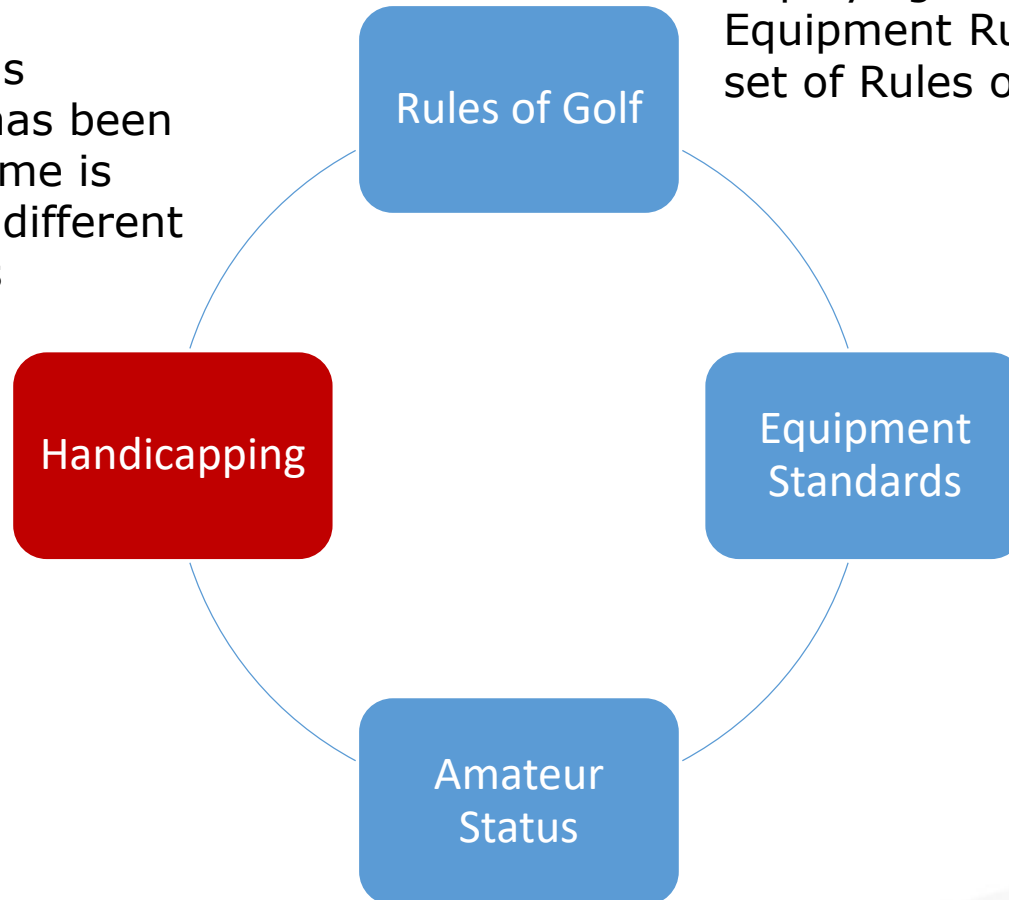 s
has been
me is
different
s
Equipment Ru
set of Rules o
Rules of Golf
Handicapping
Equipment
Standards
Amateur
Status